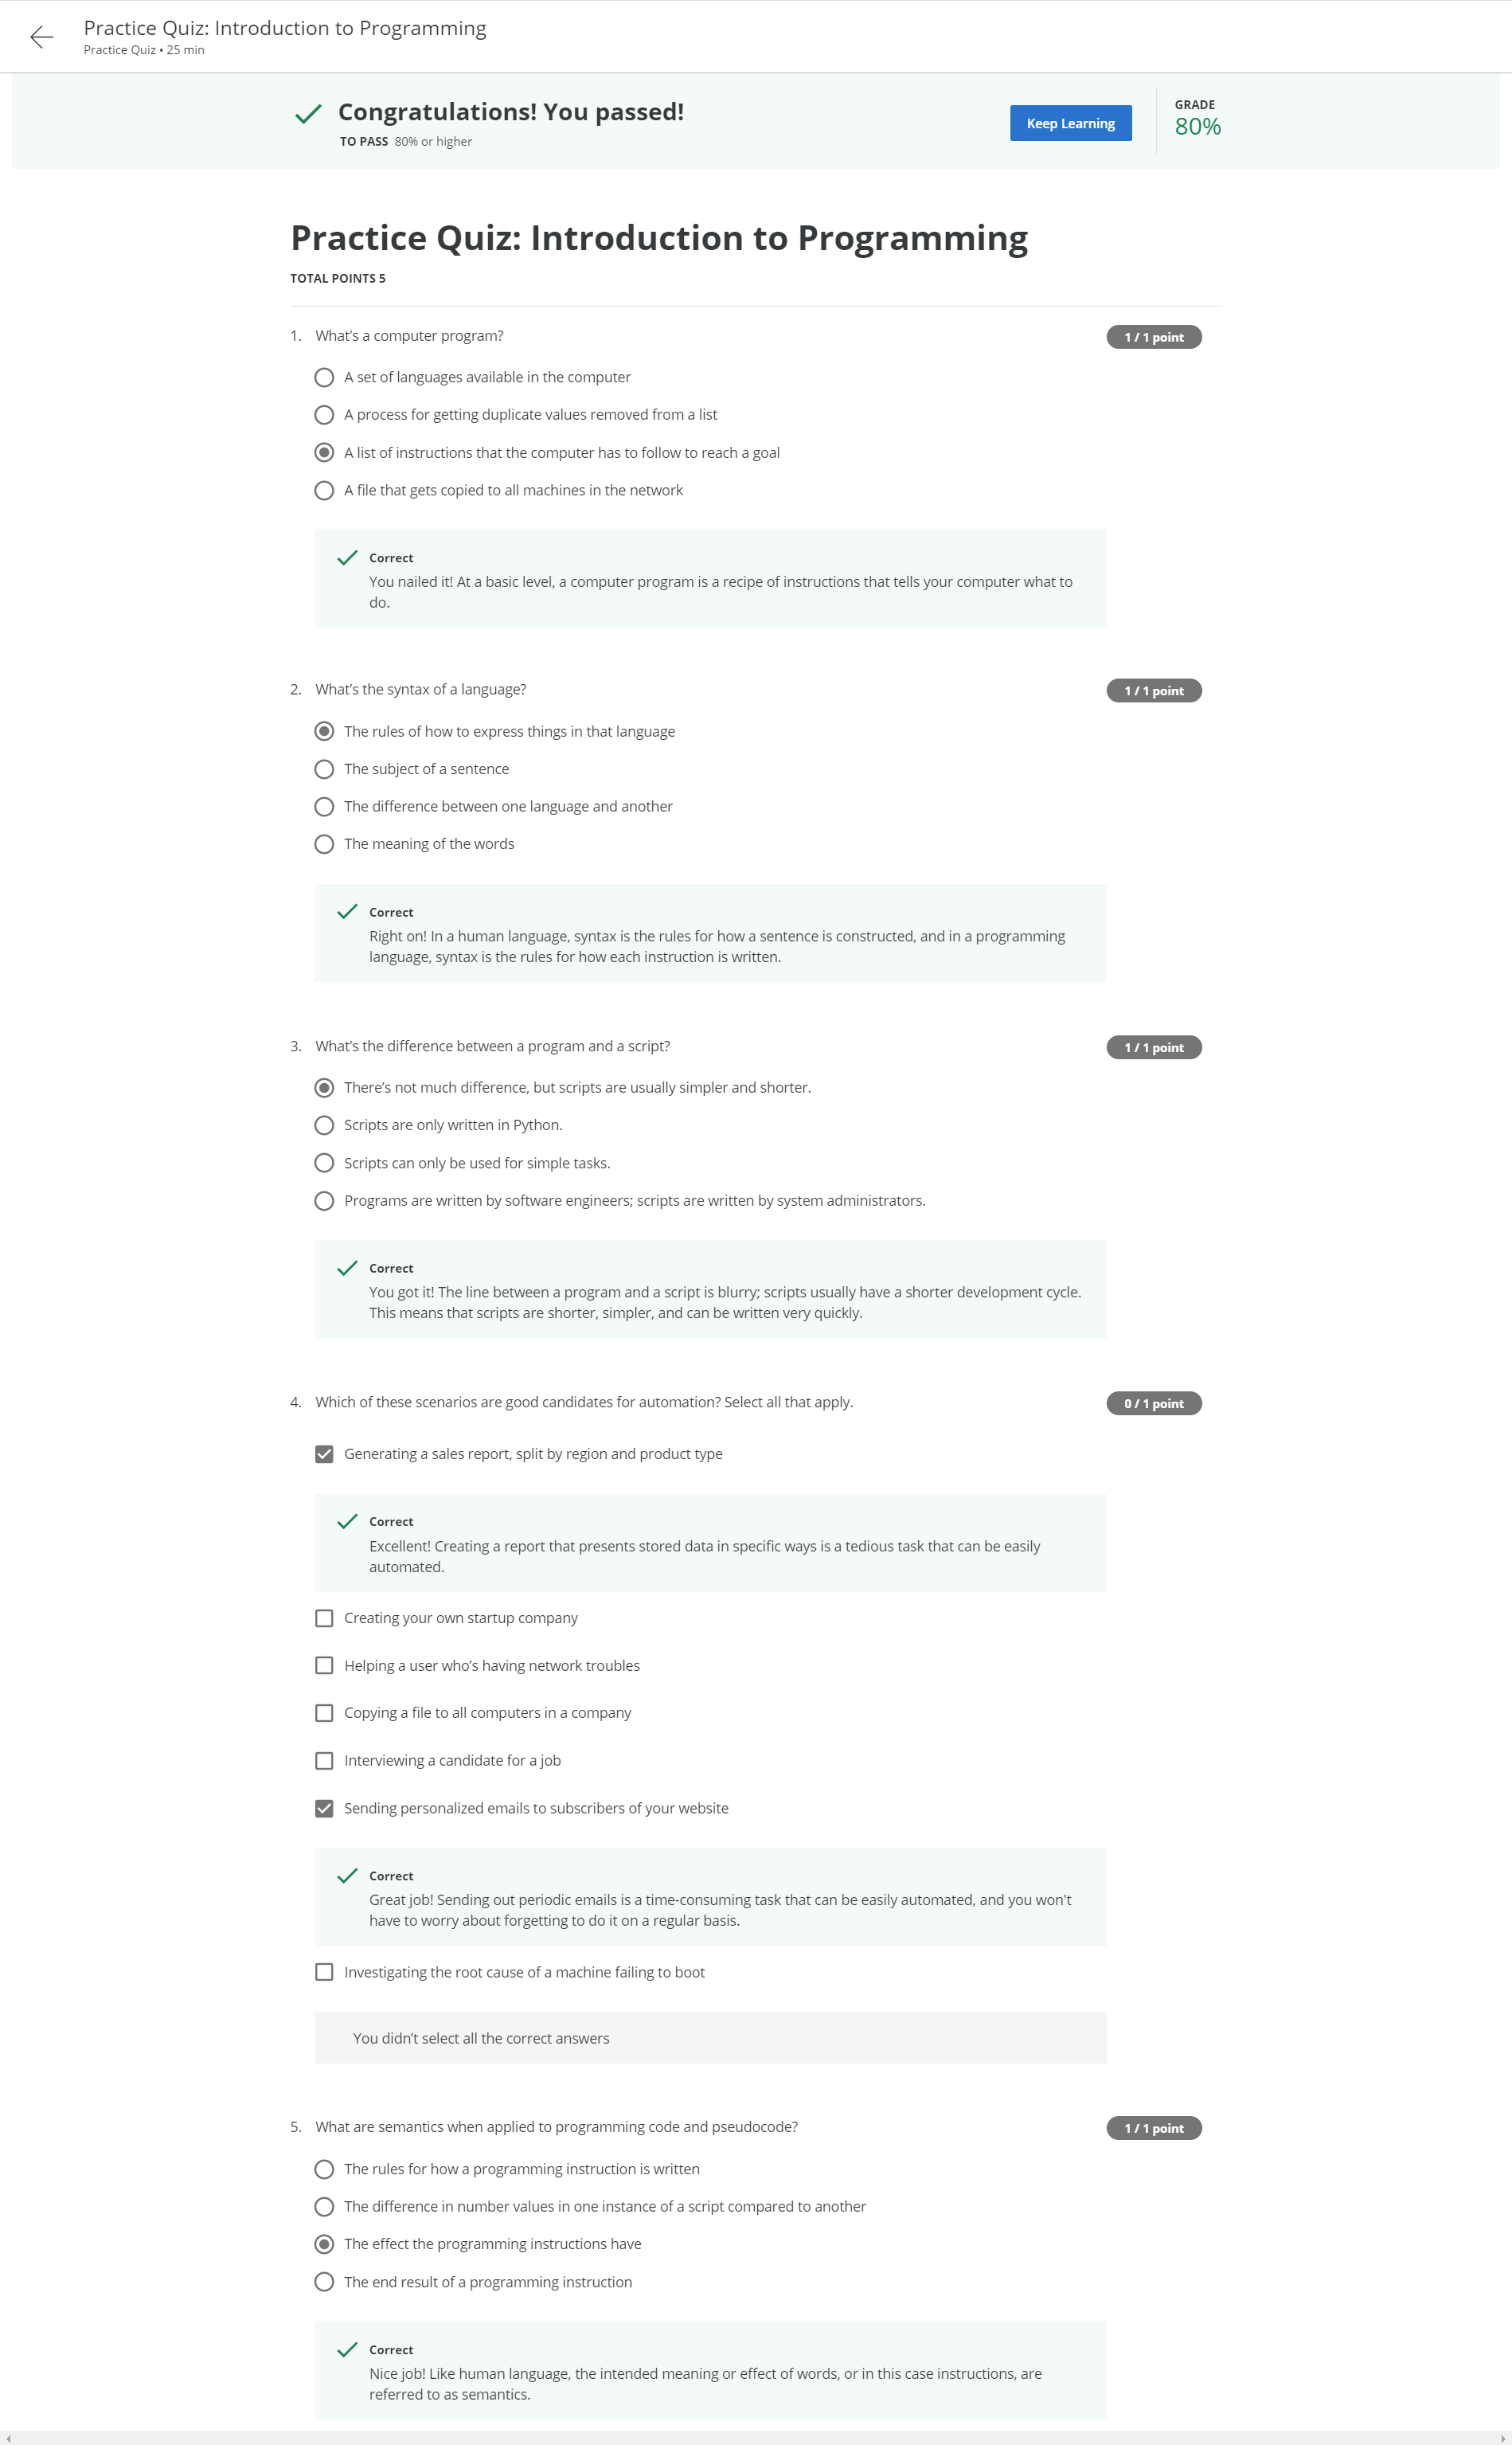 Practice Quiz: Introduction to Programming
Practice Quiz • 25 min
Congratulations! You passed!
TO PASS 80% or higher
Keep Learning
GRADE
80%
Practice Quiz: Introduction to Programming
TOTAL POINTS 5
1. What's a computer program?
1 / 1 point
A set of languages available in the computer
A process for getting duplicate values removed from a list
A list of instructions that the computer has to follow to reach a goal
A file that gets copied to all machines in the network
Correct
You nailed it! At a basic level, a computer program is a recipe of instructions that tells your computer what to
do.
2. What's the syntax of a language?
1 / 1 point
The rules of how to express things in that language
The subject of a sentence
The difference between one language and another
The meaning of the words
Correct
Right on! In a human language, syntax is the rules for how a sentence is constructed, and in a programming
language, syntax is the rules for how each instruction is written.
3. What's the difference between a program and a script?
1 / 1 point
There's not much difference, but scripts are usually simpler and shorter.
Scripts are only written in Python.
Scripts can only be used for simple tasks.
Programs are written by software engineers; scripts are written by system administrators.
Correct
You got it! The line between a program and a script is blurry; scripts usually have a shorter development cycle.
This means that scripts are shorter, simpler, and can be written very quickly.
4. Which of these scenarios are good candidates for automation? Select all that apply.
0 / 1 point
Generating a sales report, split by region and product type
Correct
Excellent! Creating a report that presents stored data in specific ways is a tedious task that can be easily
automated.
Creating your own startup company
Helping a user who's having network troubles
Copying a file to all computers in a company
Interviewing a candidate for a job
Sending personalized emails to subscribers of your website
Correct
Great job! Sending out periodic emails is a time-consuming task that can be easily automated, and you won't
have to worry about forgetting to do it on a regular basis.
Investigating the root cause of a machine failing to boot
You didn't select all the correct answers
5. What are semantics when applied to programming code and pseudocode?
1 / 1 point
The rules for how a programming instruction is written
The difference in number values in one instance of a script compared to another
The effect the programming instructions have
The end result of a programming instruction
Correct
Nice job! Like human language, the intended meaning or effect of words, or in this case instructions, are
referred to as semantics.